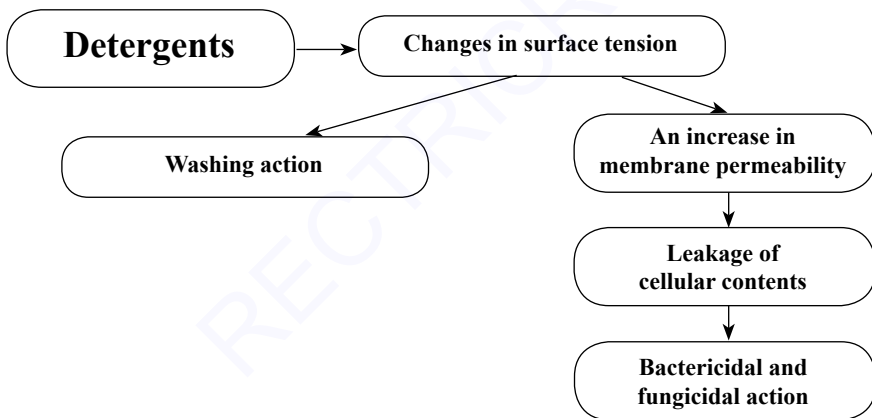 Detergents
Changes in surface tension
Washing action
An increase in
membrane permeability
Leakage of
cellular contents
Bactericidal and
fungicidal action